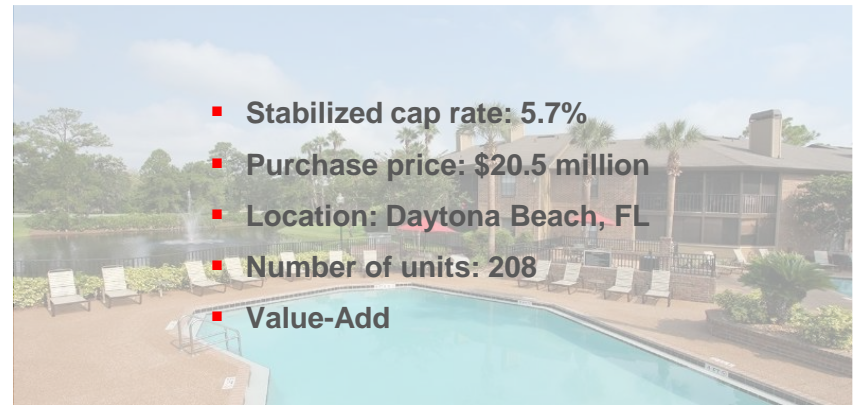 ▪ Stabilized cap rate: 5.7%
▪ Purchase price: $20.5 million
▪ Location: Daytona Beach, FL
▪ Number of units: 208
▪ Value-Add